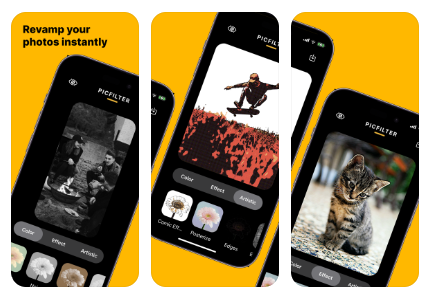 Revamp your
photos instantly
PICFILTER
Color
Effect
Artistic
PICFILTER
Color
Effect
Artistic
Comic Eff...
Posterize
Edges
PICFILTER
Color
Effect
Artistic